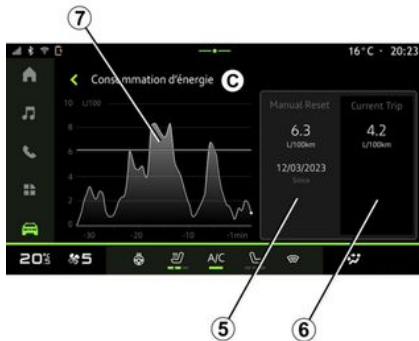 7
16°C · 20:23
Consommation d'énergie C
10 L/100
8
6
4
2
0
-30 -20 -10 -1min
Manual Reset
6.3
L/100km
12/03/2023
Since
Current Trip
4.2
L/100km
20 5 A/C
5 6